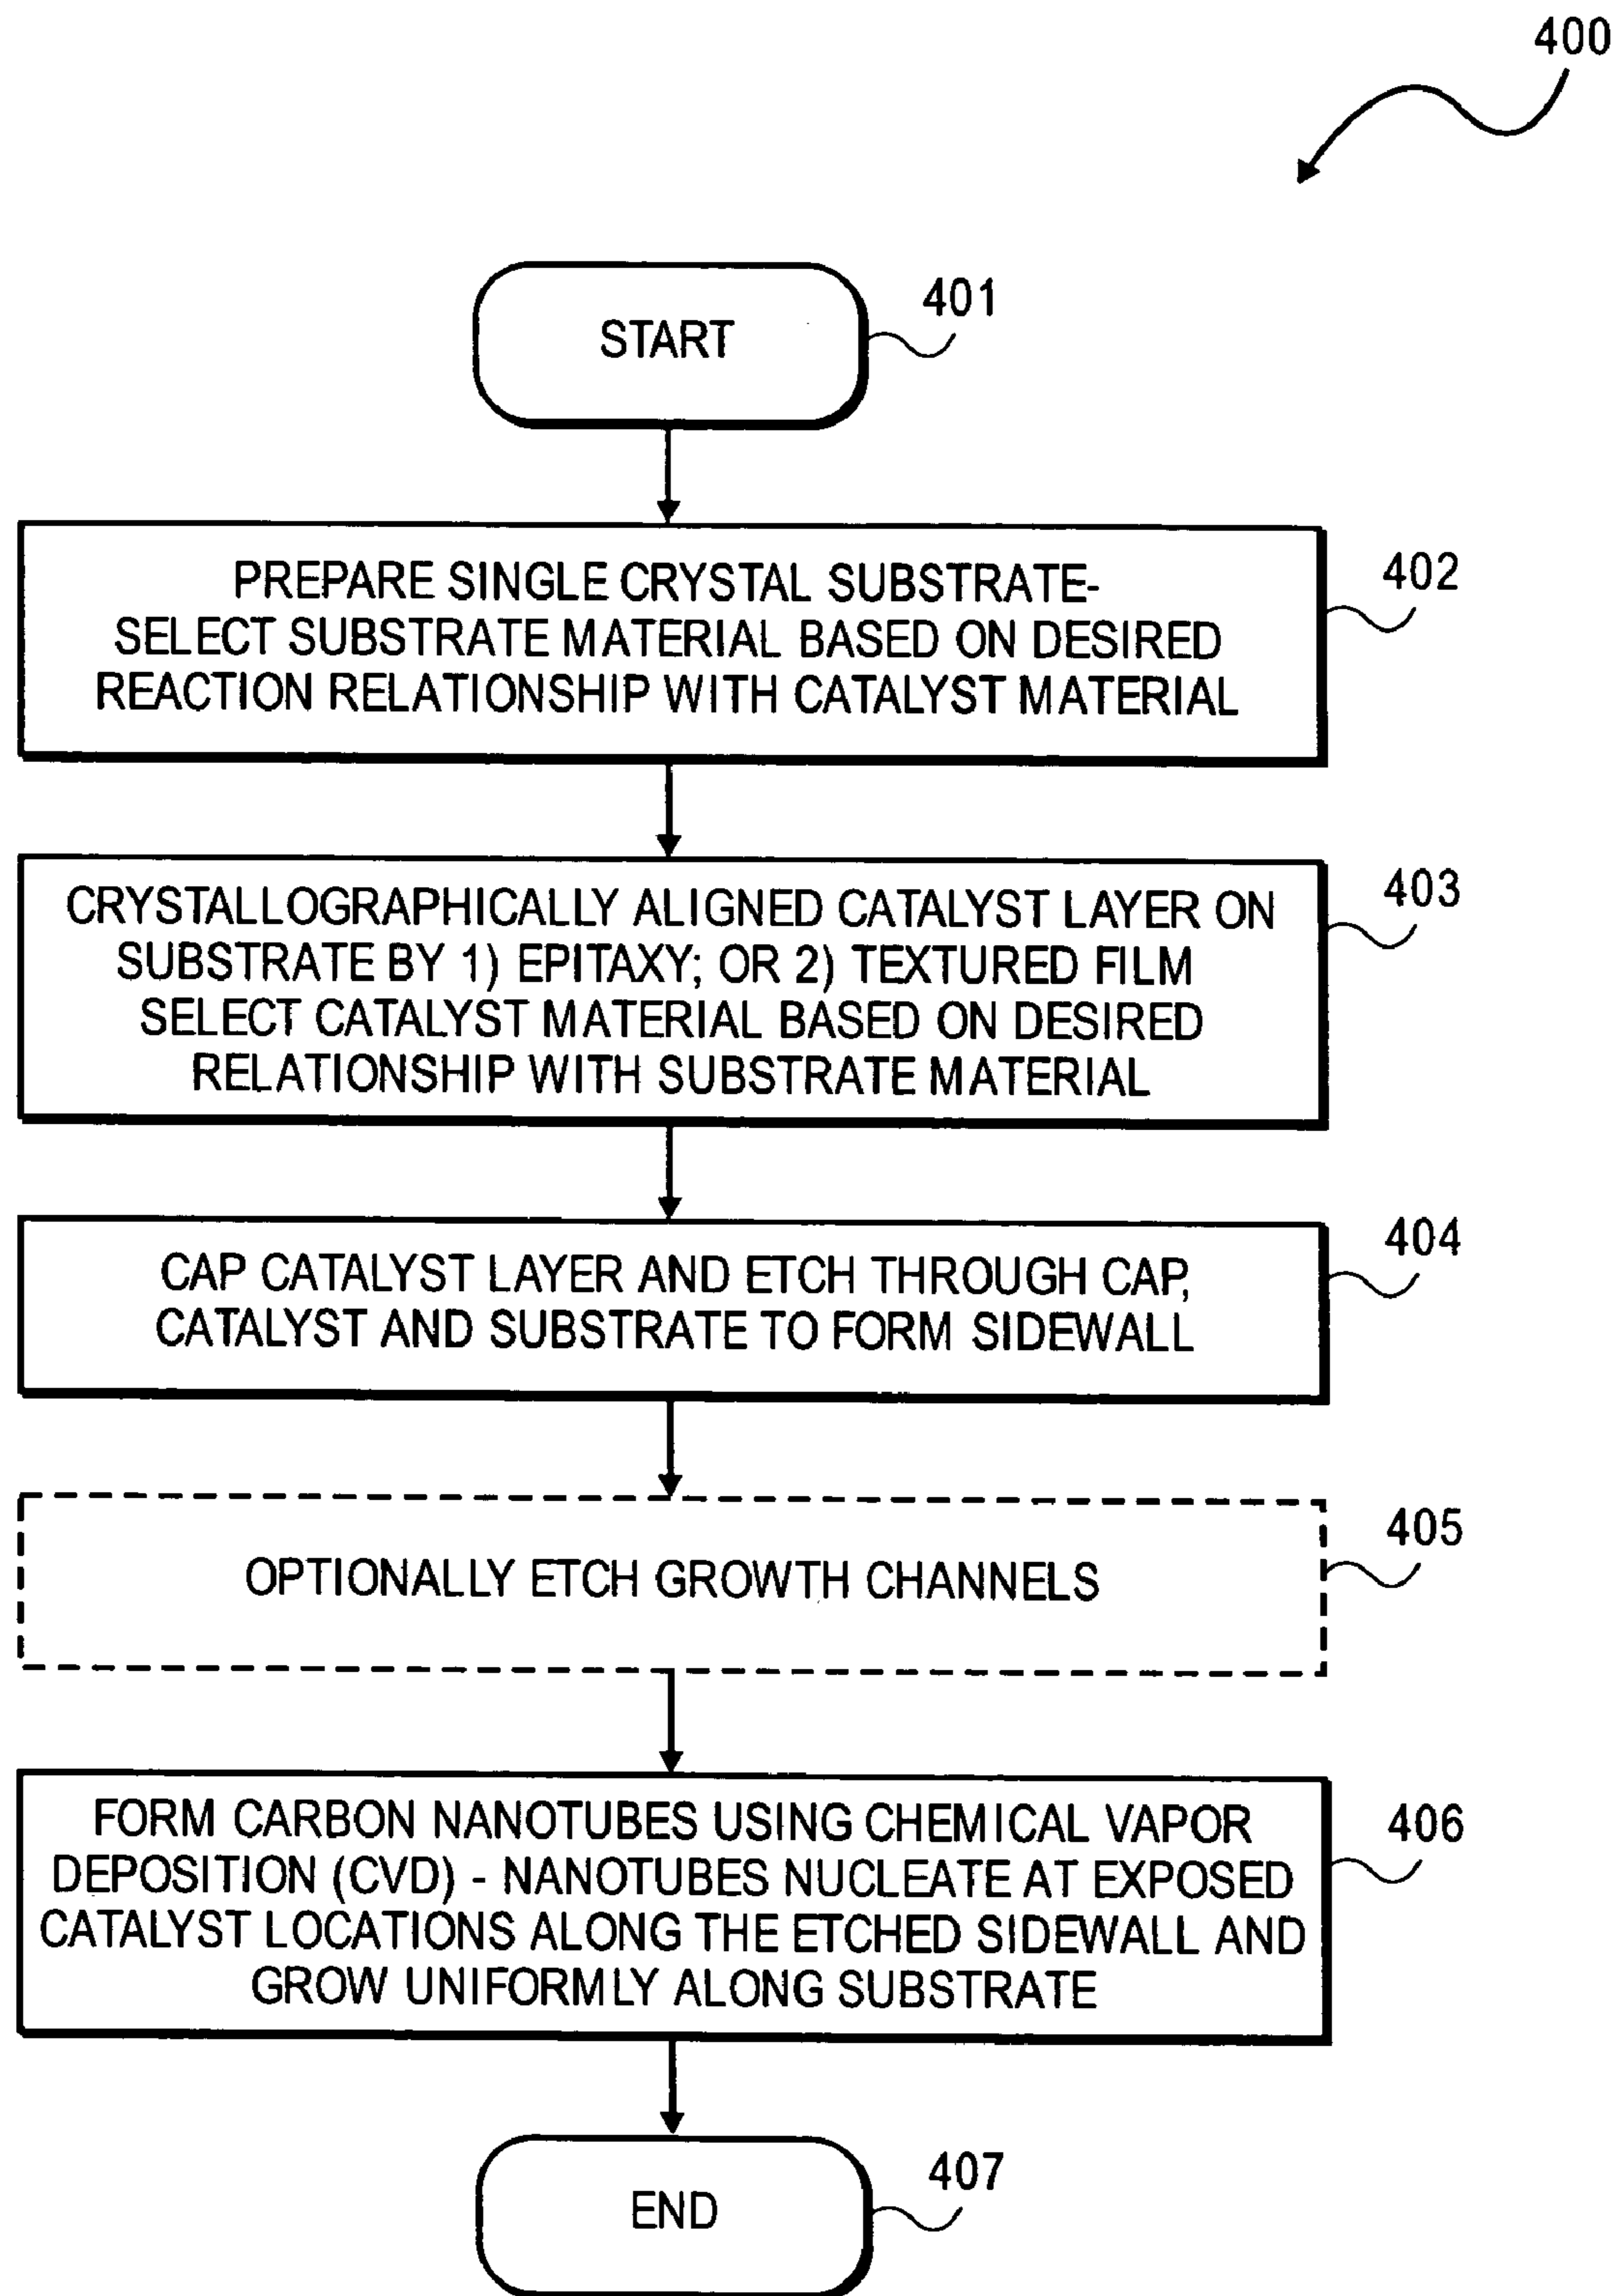 400
START
401
PREPARE SINGLE CRYSTAL SUBSTRATE-
SELECT SUBSTRATE MATERIAL BASED ON DESIRED
REACTION RELATIONSHIP WITH CATALYST MATERIAL
402
CRYSTALLOGRAPHICALLY ALIGNED CATALYST LAYER ON
SUBSTRATE BY 1) EPITAXY; OR 2) TEXTURED FILM
SELECT CATALYST MATERIAL BASED ON DESIRED
RELATIONSHIP WITH SUBSTRATE MATERIAL
403
CAP CATALYST LAYER AND ETCH THROUGH CAP,
CATALYST AND SUBSTRATE TO FORM SIDEWALL
404
OPTIONALLY ETCH GROWTH CHANNELS
405
FORM CARBON NANOTUBES USING CHEMICAL VAPOR
DEPOSITION (CVD) - NANOTUBES NUCLEATE AT EXPOSED
CATALYST LOCATIONS ALONG THE ETCHED SIDEWALL AND
GROW UNIFORMLY ALONG SUBSTRATE
406
END
407